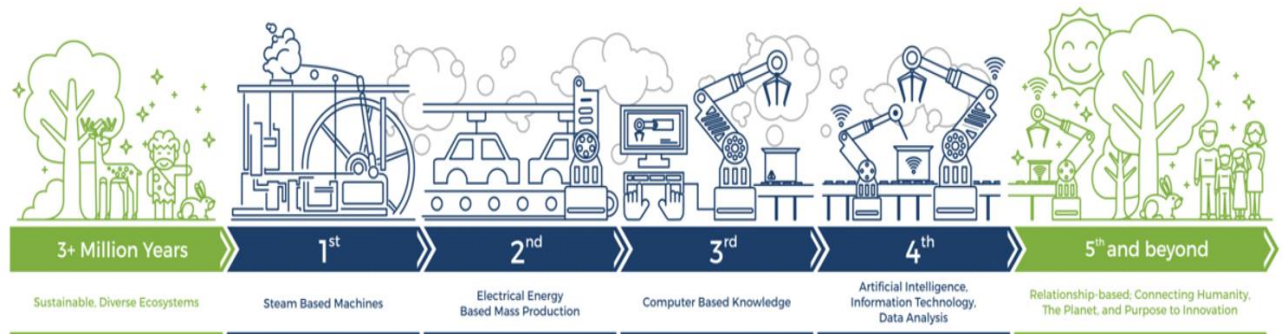 3+ Million Years
1st
2nd
3rd
4th
5th and beyond
Sustainable, Diverse Ecosystems
Steam Based Machines
Electrical Energy
Based Mass Production
Computer Based Knowledge
Artificial Intelligence,
Information Technology,
Data Analysis
Relationship-based; Connecting Humanity,
The Planet, and Purpose to Innovation